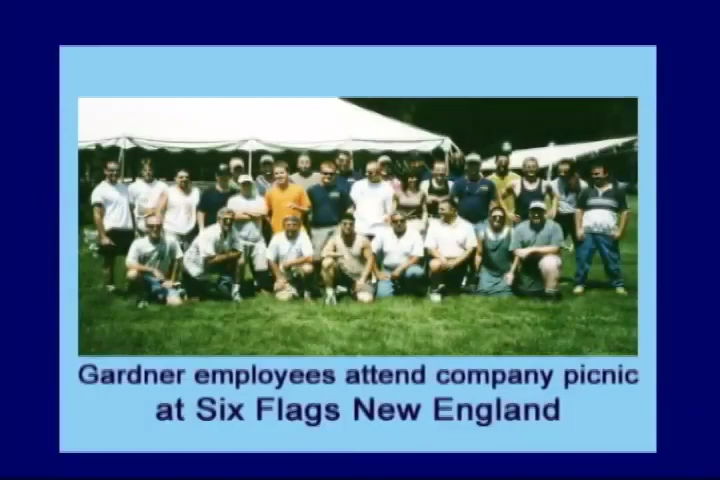 Gardner employees attend company picnic
at Six Flags New England